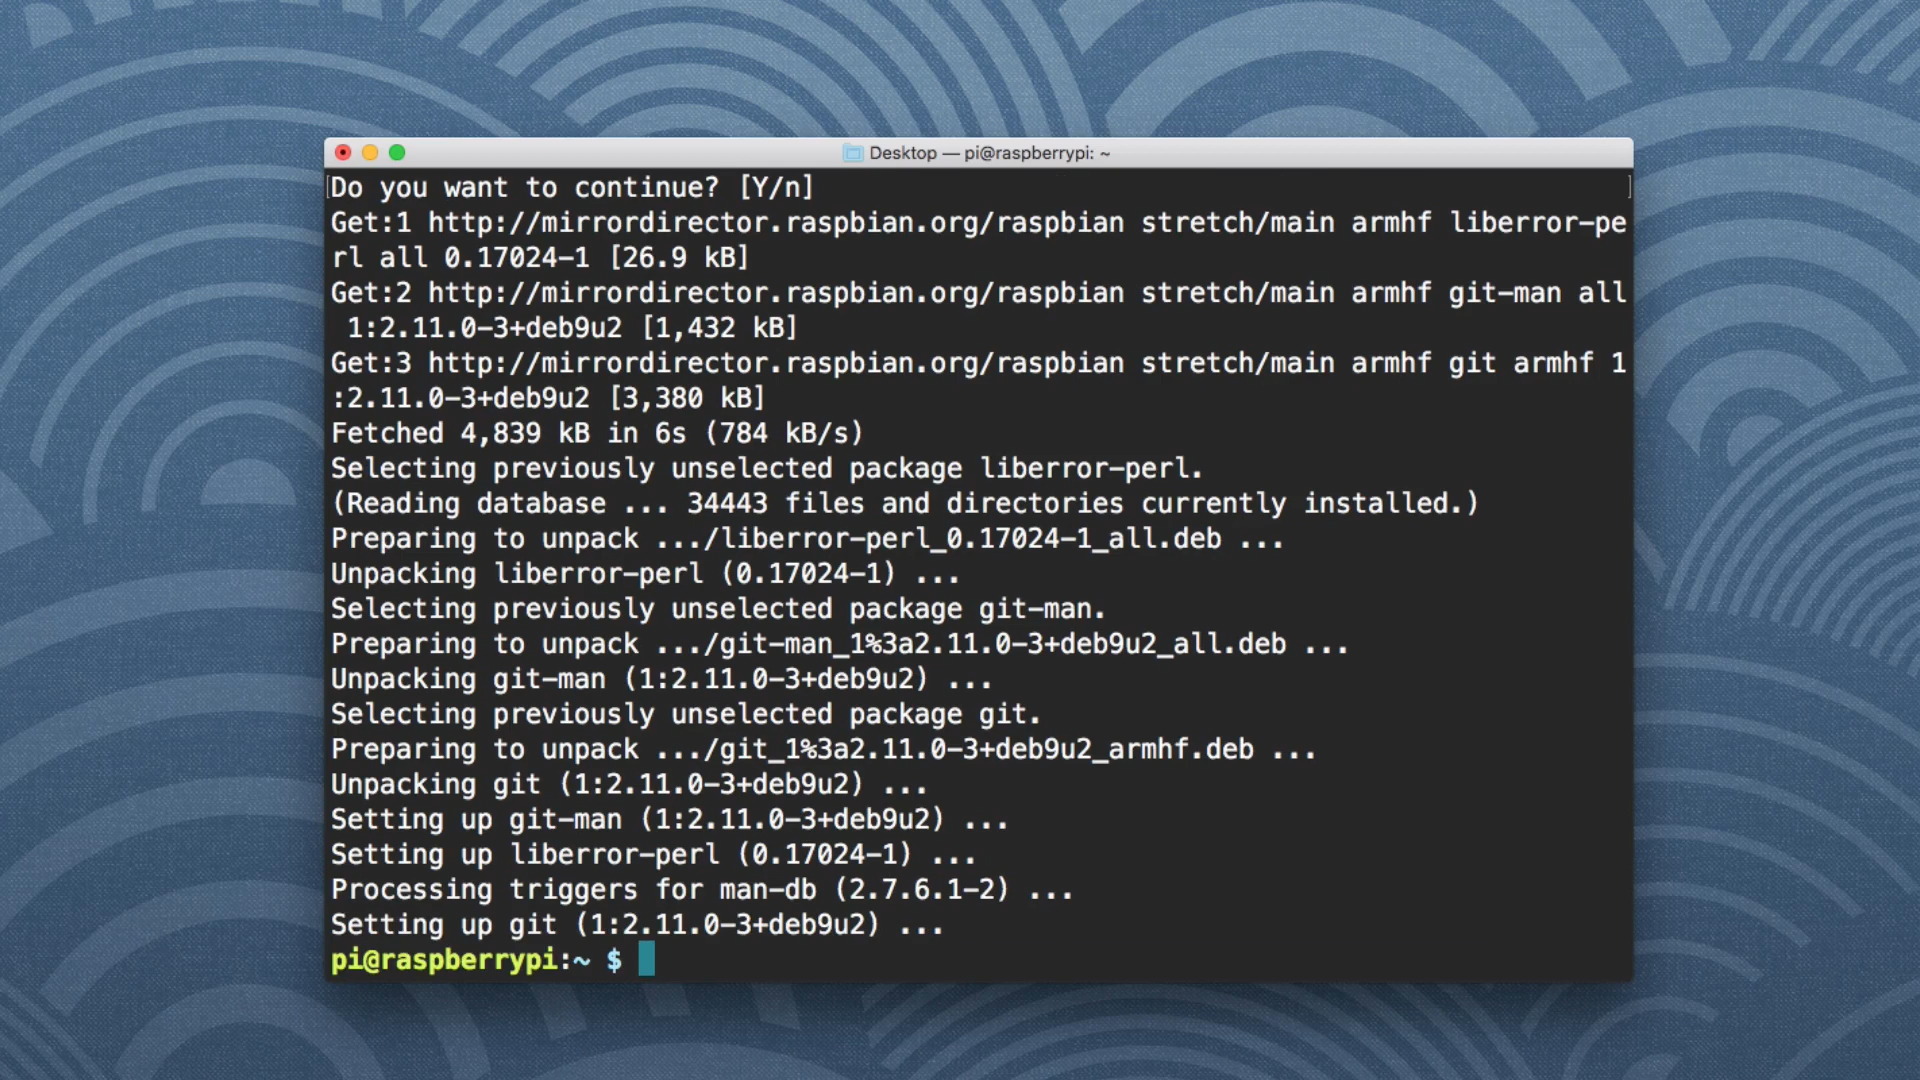 Desktop — pi@raspberrypi: ~
[Do you want to continue? [Y/n] ]
Get:1 http://mirrordirector.raspbian.org/raspbian stretch/main armhf liberror-pe
rl all 0.17024-1 [26.9 kB]
Get:2 http://mirrordirector.raspbian.org/raspbian stretch/main armhf git-man all
 1:2.11.0-3+deb9u2 [1,432 kB]
Get:3 http://mirrordirector.raspbian.org/raspbian stretch/main armhf git armhf 1
:2.11.0-3+deb9u2 [3,380 kB]
Fetched 4,839 kB in 6s (784 kB/s)
Selecting previously unselected package liberror-perl.
(Reading database ... 34443 files and directories currently installed.)
Preparing to unpack .../liberror-perl_0.17024-1_all.deb ...
Unpacking liberror-perl (0.17024-1) ...
Selecting previously unselected package git-man.
Preparing to unpack .../git-man_1%3a2.11.0-3+deb9u2_all.deb ...
Unpacking git-man (1:2.11.0-3+deb9u2) ...
Selecting previously unselected package git.
Preparing to unpack .../git_1%3a2.11.0-3+deb9u2_armhf.deb ...
Unpacking git (1:2.11.0-3+deb9u2) ...
Setting up git-man (1:2.11.0-3+deb9u2) ...
Setting up liberror-perl (0.17024-1) ...
Processing triggers for man-db (2.7.6.1-2) ...
Setting up git (1:2.11.0-3+deb9u2) ...
pi@raspberrypi:~ $